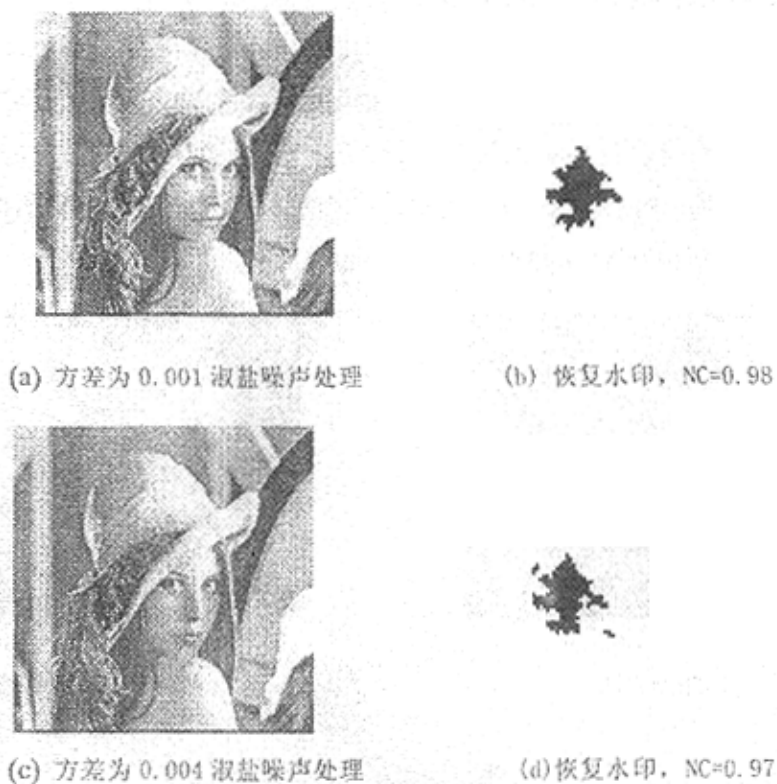 (a) 方差为 0.001 淑盐噪声处理
(b) 恢复水印，NC=0.98
(c) 方差为 0.004 淑盐噪声处理
(d)恢复水印，NC=0.97